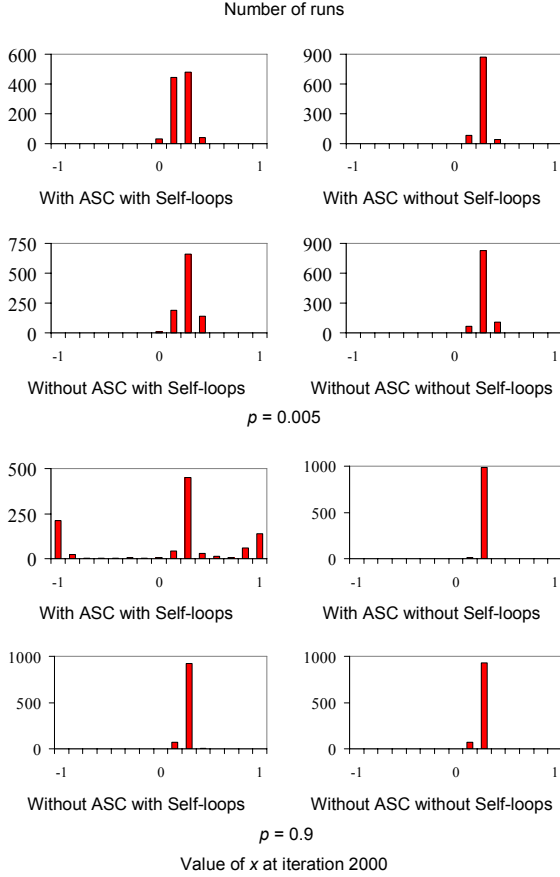 Number of runs
600 900
400 600
200 300
0 0
-1 0 1 -1 0 1
With ASC with Self-loops With ASC without Self-loops
750 900
500 600
250 300
0 0
-1 0 1 -1 0 1
Without ASC with Self-loops Without ASC without Self-loops
p = 0.005
500 1000
250 500
0 0
-1 0 1 -1 0 1
With ASC with Self-loops With ASC without Self-loops
1000 1000
500 500
0 0
-1 0 1 -1 0 1
Without ASC with Self-loops Without ASC without Self-loops
p = 0.9
Value of x at iteration 2000